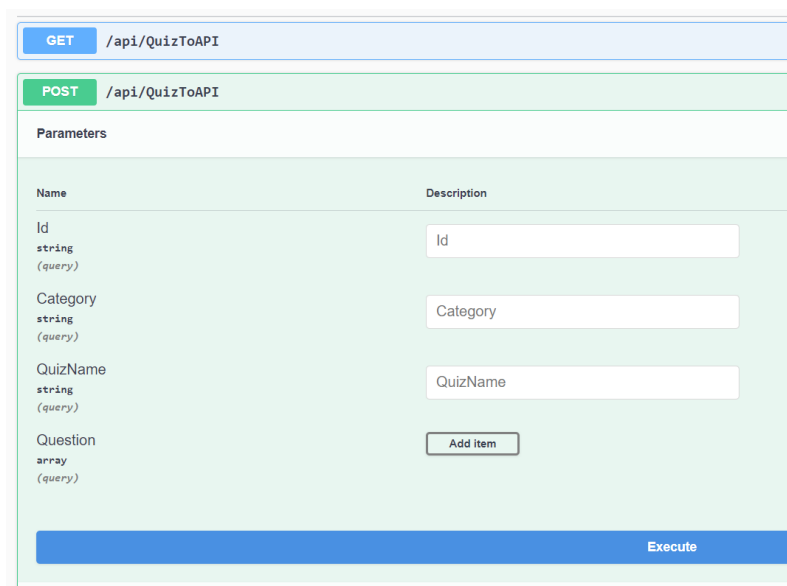 GET /api/QuizToAPI
POST /api/QuizToAPI
Parameters
Name Description
Id Id
string
(query)
Category Category
string
(query)
QuizName QuizName
string
(query)
Question Add item
array
(query)
Execute